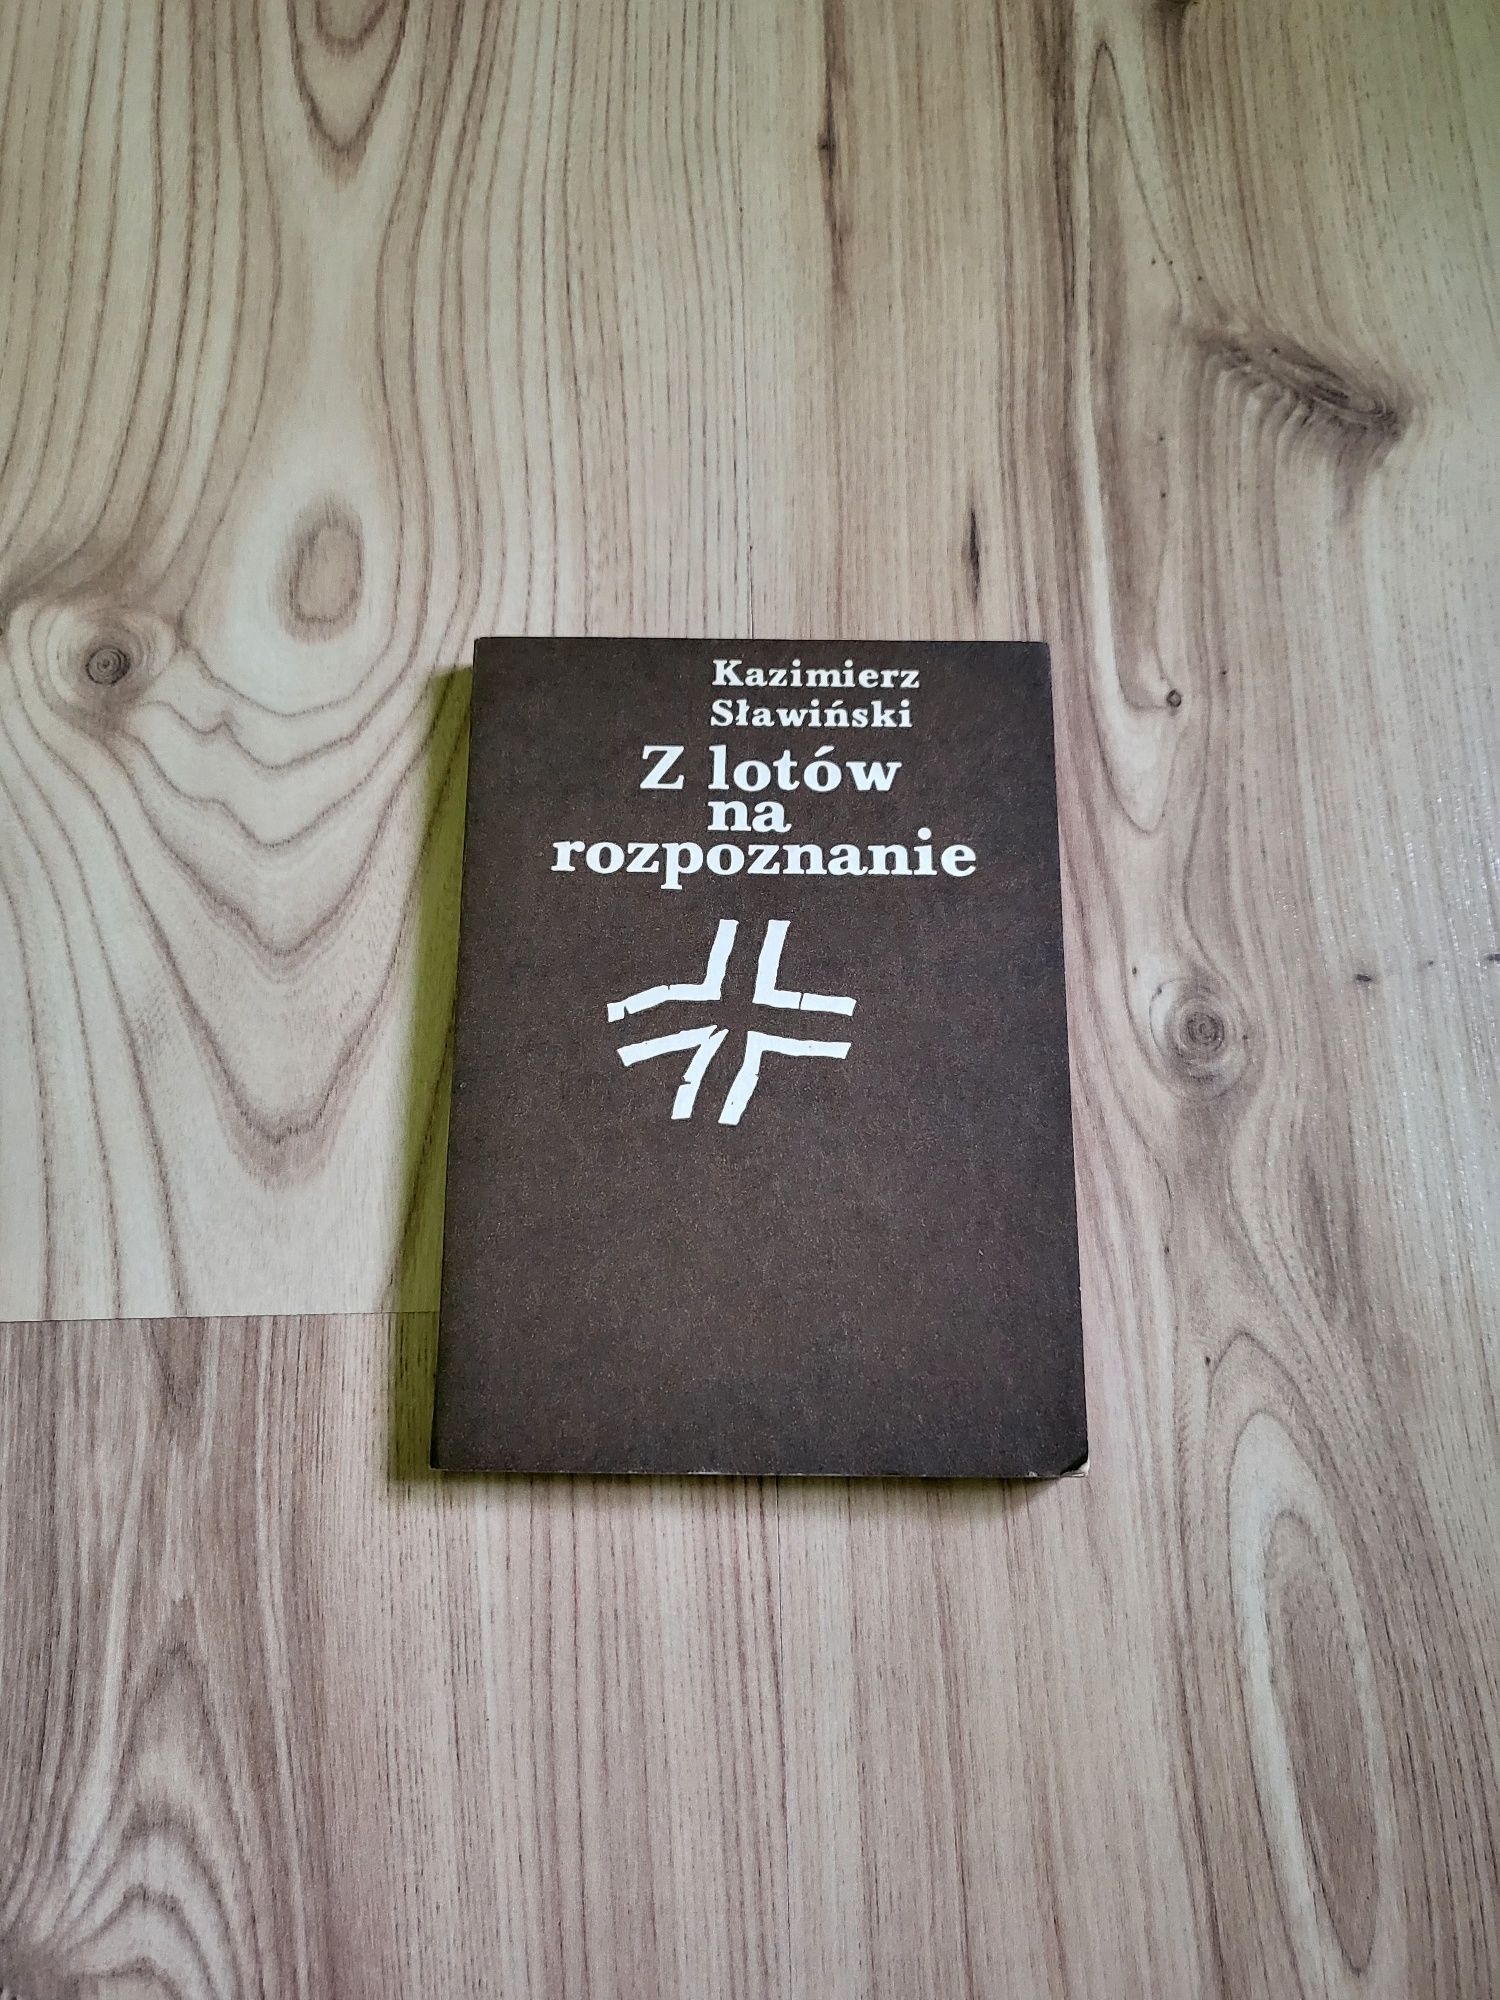 Kazimierz
Sławiński
Z lotów
na
rozpoznanie